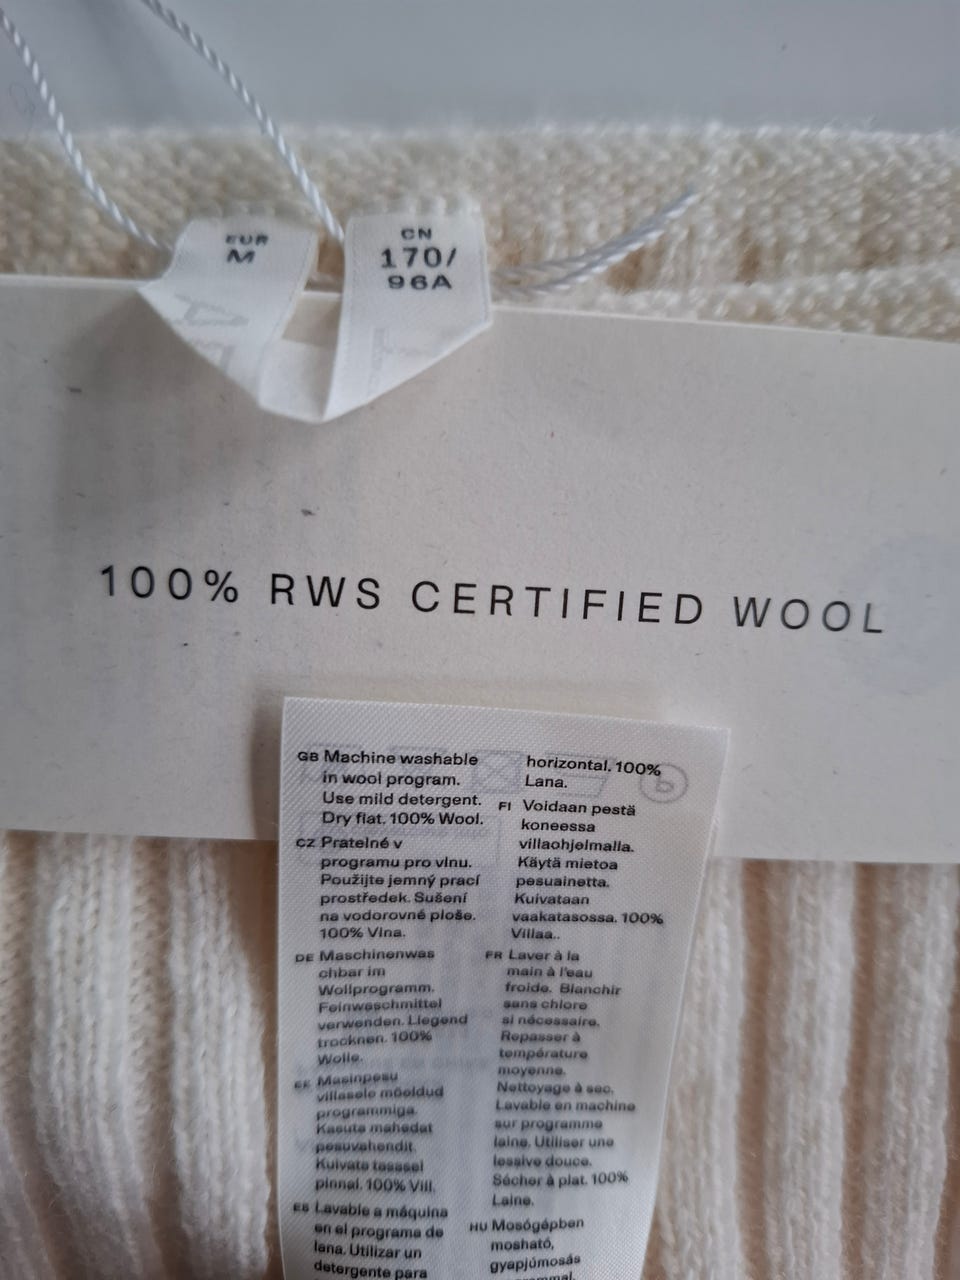 EUR
M
CN
170/
96A
100% RWS CERTIFIED WOOL
GB Machine washable
in wool program.
Use mild detergent.
Dry flat. 100% Wool.
CZ Pratelné v
programu pro vlnu.
Použijte jemný prací
prostředek. Sušení
na vodorovné ploše.
100% Vlna.
DE Maschinenwas
chbar im
Wollprogramm.
Feinwaschmittel
verwenden. Liegend
trocknen. 100%
Wolle.
EE Masinpesu
villasele mõeldud
programmiga.
Kasuta mahedat
pesuvahendit.
Kuivata tasasel
pinnal. 100% Vill.
ES Lavable a máquina
en el programa de
lana. Utilizar un
detergente para
horizontal. 100%
Lana.
FI Voidaan pestä
koneessa
villaohjelmalla.
Käytä mietoa
pesuainetta.
Kuivataan
vaakatasossa. 100%
Villaa..
FR Laver à la
main à l'eau
froide. Blanchir
sans chlore
si nécessaire.
Repasser à
température
moyenne.
Nettoyage à sec.
Lavable en machine
sur programme
laine. Utiliser une
lessive douce.
Sécher à plat. 100%
Laine.
HU Mosógépben
mosható,
gyapjúmosás